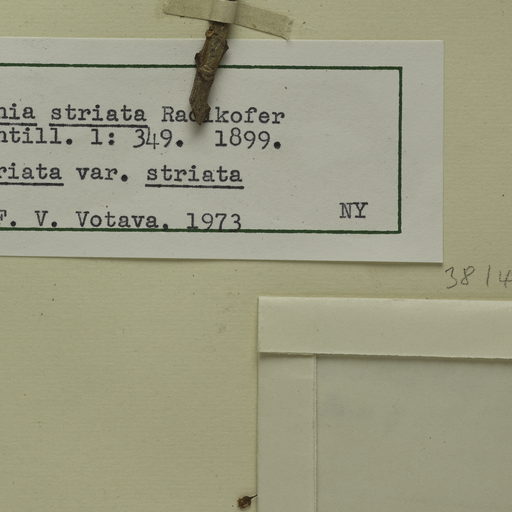 nia striata Radlkofer
ntill. 1: 349. 1899.
riata var. striata
F. V. Votava, 1973 NY
3814